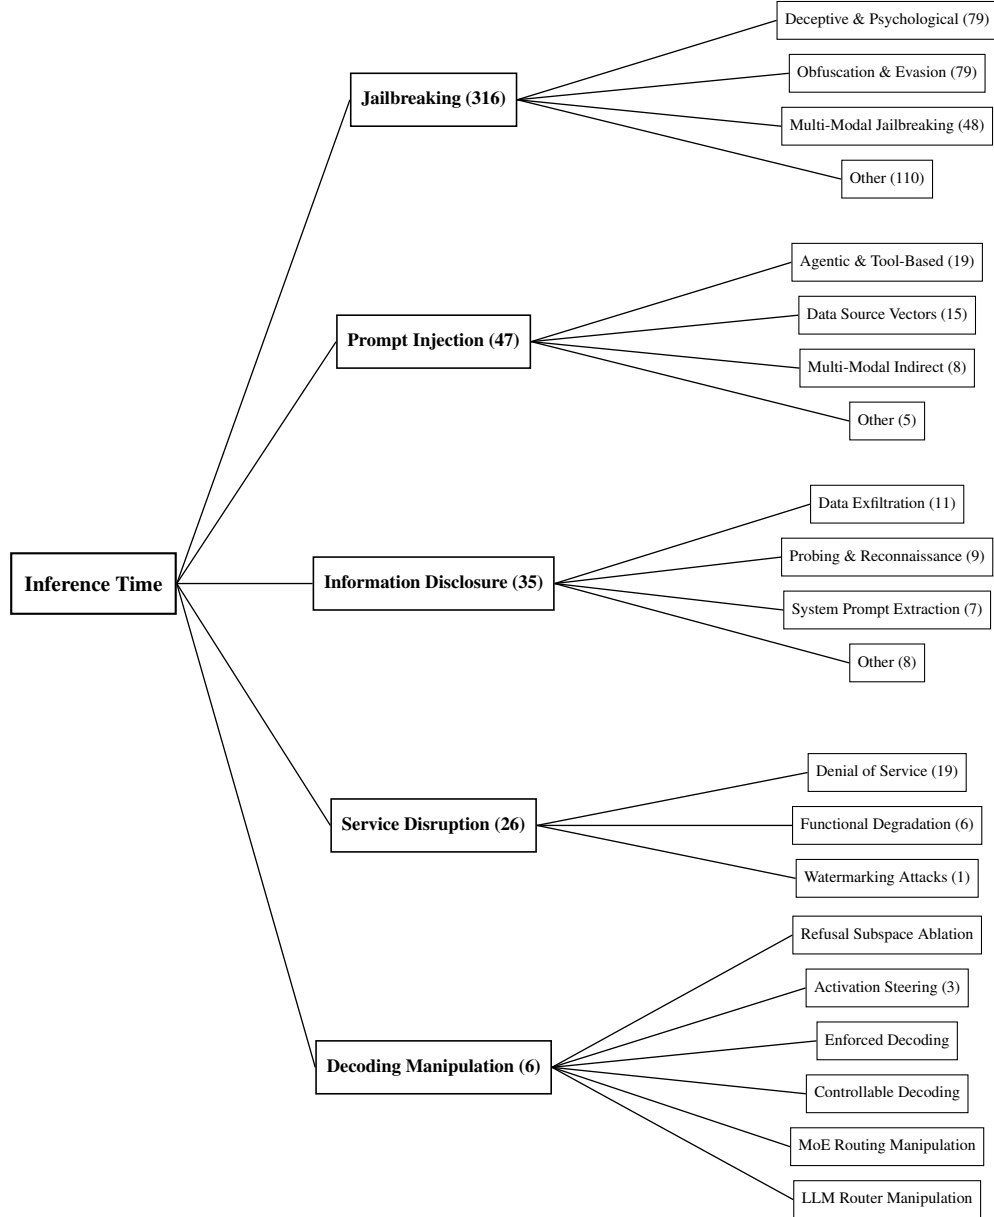 Deceptive & Psychological (79)
Obfuscation & Evasion (79)
Jailbreaking (316)
Multi-Modal Jailbreaking (48)
Other (110)
Agentic & Tool-Based (19)
Data Source Vectors (15)
Prompt Injection (47)
Multi-Modal Indirect (8)
Other (5)
Data Exfiltration (11)
Probing & Reconnaissance (9)
Inference Time
Information Disclosure (35)
System Prompt Extraction (7)
Other (8)
Denial of Service (19)
Service Disruption (26)
Functional Degradation (6)
Watermarking Attacks (1)
Refusal Subspace Ablation
Activation Steering (3)
Enforced Decoding
Decoding Manipulation (6)
Controllable Decoding
MoE Routing Manipulation
LLM Router Manipulation